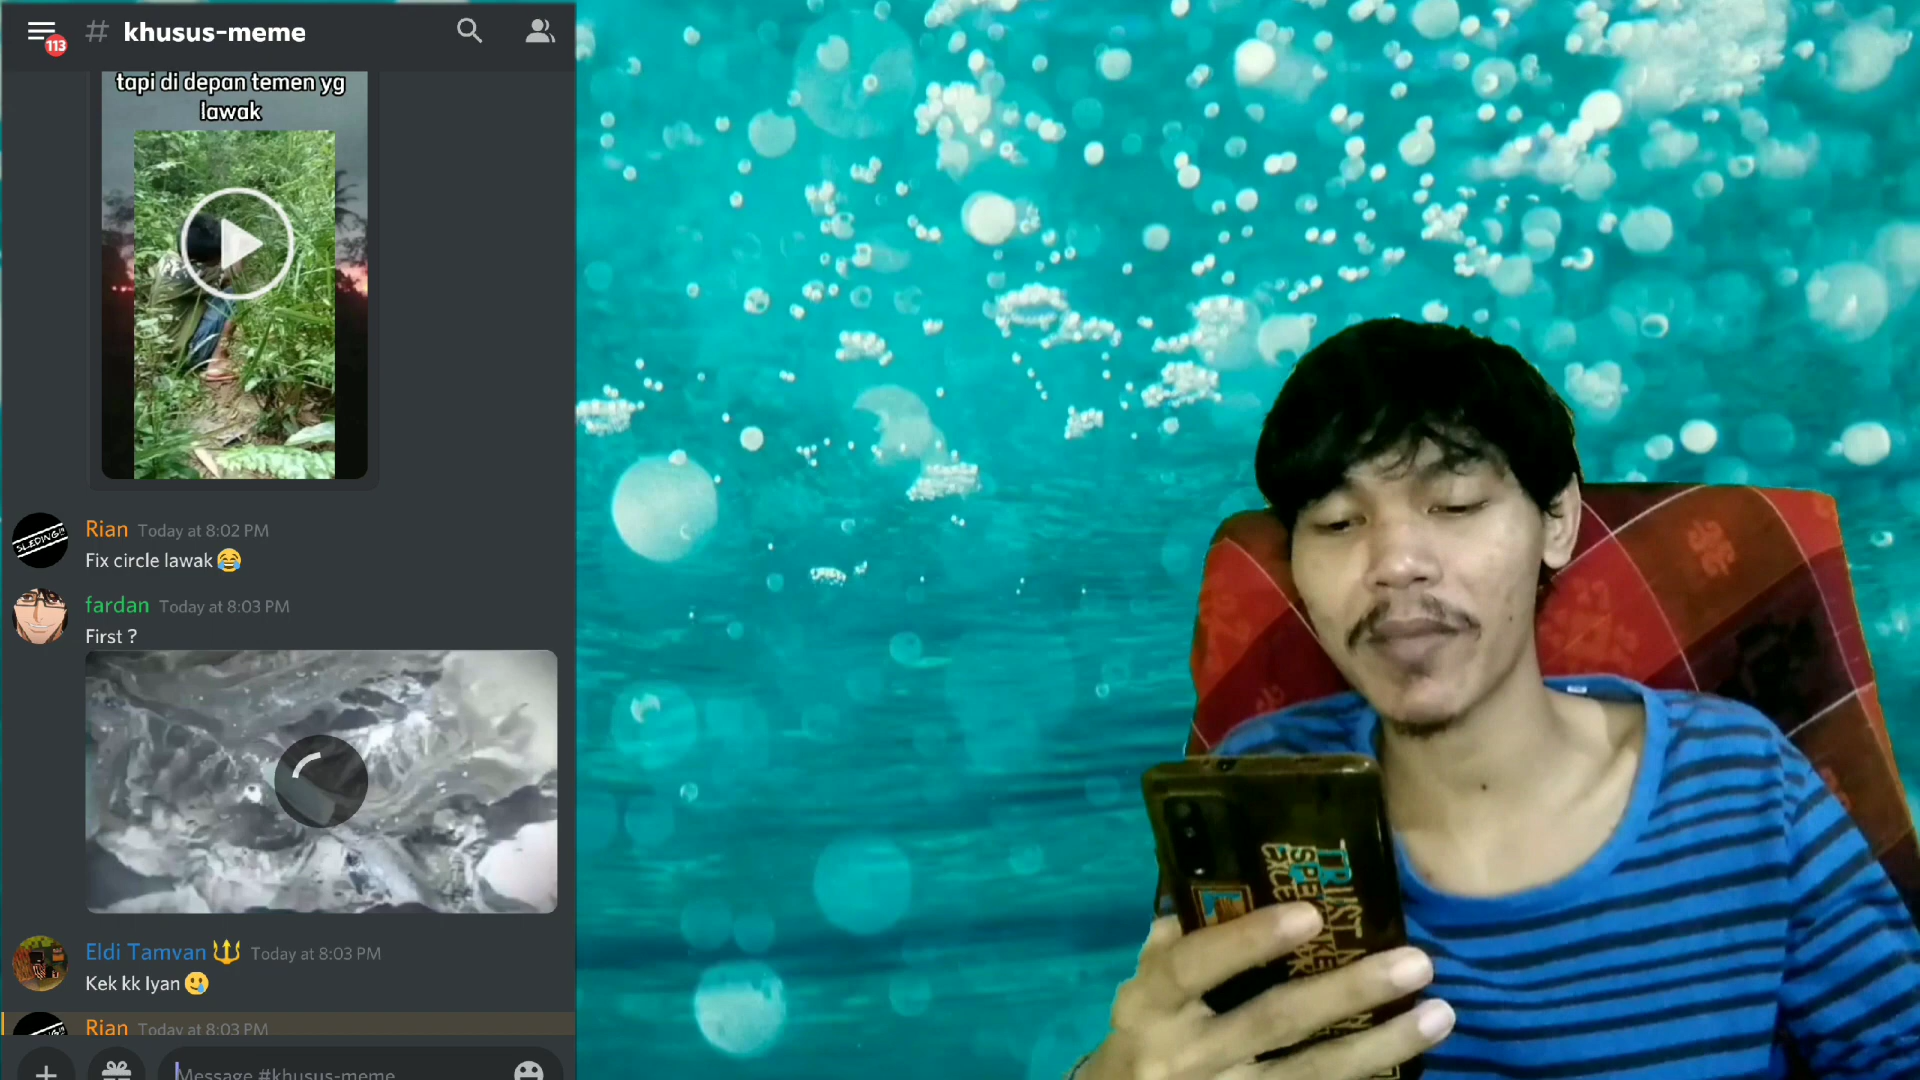 113
# khusus-meme
tapi di depan temen yg
lawak
Rian Today at 8:02 PM
Fix circle lawak 😂
SLEDING!!
fardan Today at 8:03 PM
First ?
Eldi Tamvan 🔱 Today at 8:03 PM
Kek kk Iyan 🥲
Rian Today at 8:03 PM
Message #khusus-meme